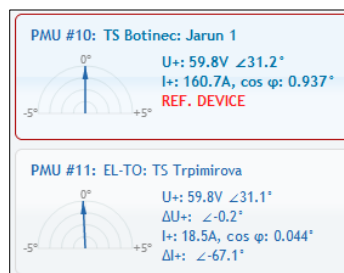 PMU #10: TS Botinec: Jarun 1
0°
-5°
+5°
U+: 59.8V ∠31.2°
I+: 160.7A, cos φ: 0.937°
REF. DEVICE
PMU #11: EL-TO: TS Trpimirova
0°
-5°
+5°
U+: 59.8V ∠31.1°
ΔU+: ∠-0.2°
I+: 18.5A, cos φ: 0.044°
ΔI+: ∠-67.1°